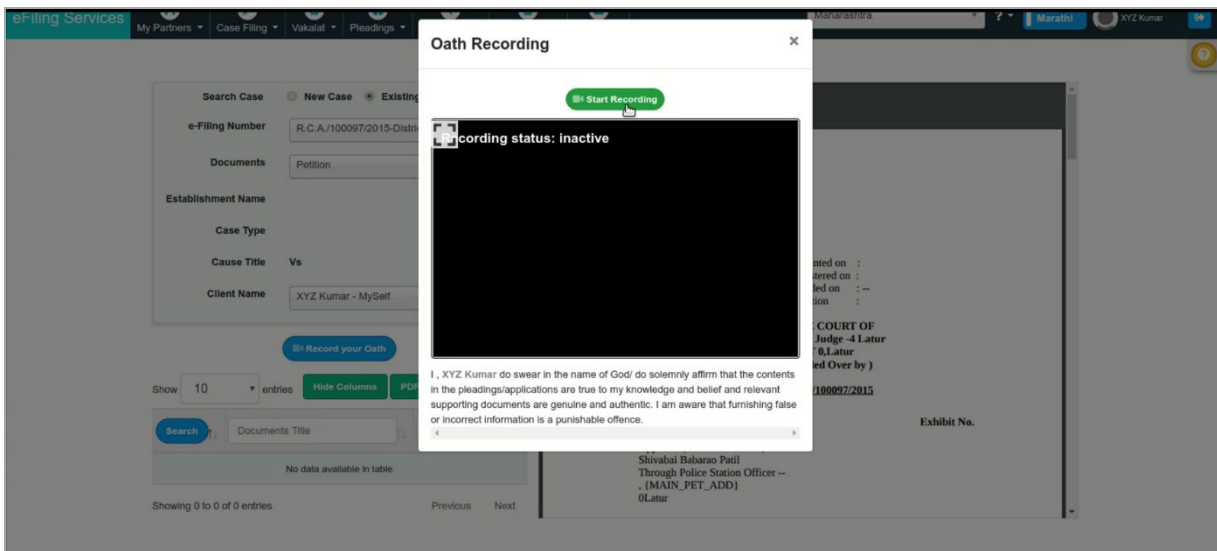 eFiling Services
My Partners Case Filing Vakalat Pleadings
Maharashtra
?
Marathi
XYZ Kumar
Oath Recording
×
Start Recording
Recording status: inactive
I , XYZ Kumar do swear in the name of God/ do solemnly affirm that the contents
in the pleadings/applications are true to my knowledge and belief and relevant
supporting documents are genuine and authentic. I am aware that furnishing false
or incorrect information is a punishable offence.
Search Case New Case Existing
e-Filing Number R.C.A./100097/2015-Distri
Documents Petition
Establishment Name
Case Type
Cause Title Vs
Client Name XYZ Kumar - MySelf
Record your Oath
Show 10 entries Hide Columns PDF
Search Documents Title
No data available in table
Showing 0 to 0 of 0 entries Previous Next
nted on :
stered on :
led on : --
tion :
COURT OF
Judge -4 Latur
0,Latur
ed Over by )
/100097/2015
Exhibit No.
Shivabai Babarao Patil
Through Police Station Officer --
, {MAIN_PET_ADD}
0Latur